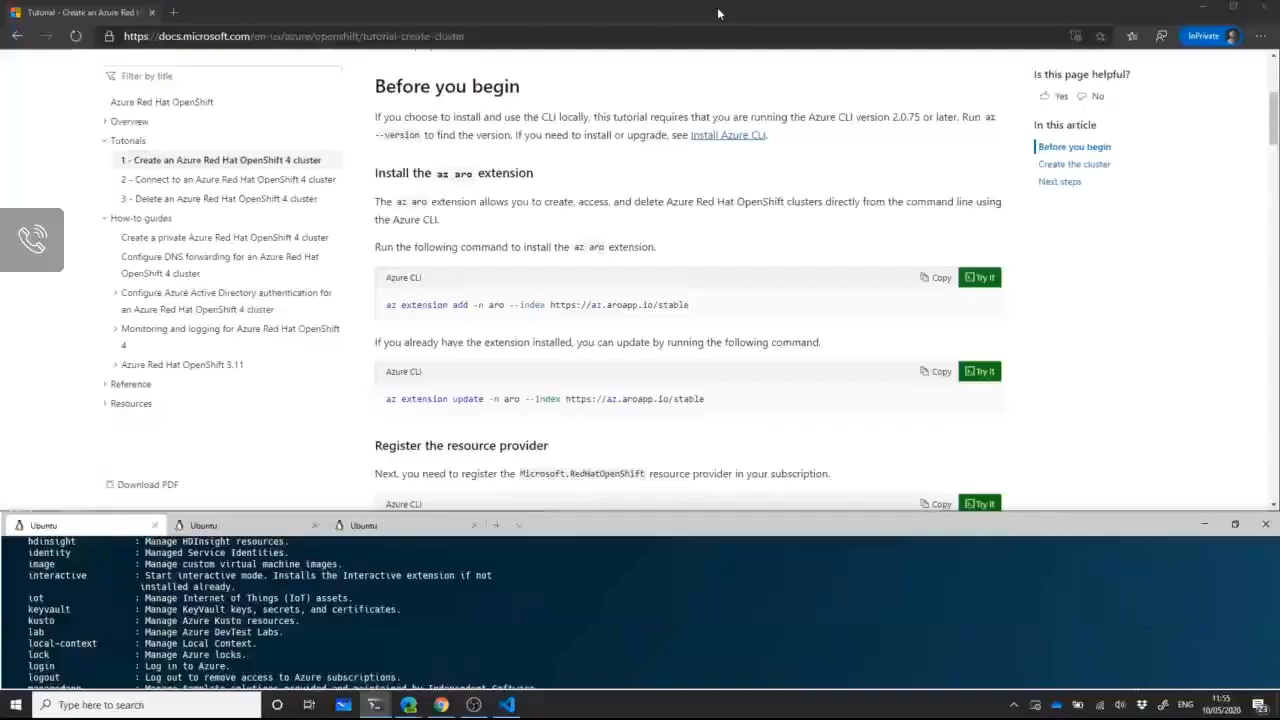 Tutorial - Create an Azure Red H
https://docs.microsoft.com/en-us/azure/openshift/tutorial-create-cluster
InPrivate
Filter by title
Azure Red Hat OpenShift
Overview
Tutorials
1 - Create an Azure Red Hat OpenShift 4 cluster
2 - Connect to an Azure Red Hat OpenShift 4 cluster
3 - Delete an Azure Red Hat OpenShift 4 cluster
How-to guides
Create a private Azure Red Hat OpenShift 4 cluster
Configure DNS forwarding for an Azure Red Hat
OpenShift 4 cluster
Configure Azure Active Directory authentication for
an Azure Red Hat OpenShift 4 cluster
Monitoring and logging for Azure Red Hat OpenShift
4
Azure Red Hat OpenShift 3.11
Reference
Resources
Download PDF
Before you begin
If you choose to install and use the CLI locally, this tutorial requires that you are running the Azure CLI version 2.0.75 or later. Run az
--version to find the version. If you need to install or upgrade, see Install Azure CLI.
Install the az aro extension
The az aro extension allows you to create, access, and delete Azure Red Hat OpenShift clusters directly from the command line using
the Azure CLI.
Run the following command to install the az aro extension.
Azure CLI Copy Try It
az extension add -n aro --index https://az.aroapp.io/stable
If you already have the extension installed, you can update by running the following command.
Azure CLI Copy Try It
az extension update -n aro --index https://az.aroapp.io/stable
Register the resource provider
Next, you need to register the Microsoft.RedHatOpenShift resource provider in your subscription.
Azure CLI Copy Try It
Is this page helpful?
Yes No
In this article
Before you begin
Create the cluster
Next steps
Ubuntu Ubuntu Ubuntu
hdinsight : Manage HDInsight resources.
identity : Managed Service Identities.
image : Manage custom virtual machine images.
interactive : Start interactive mode. Installs the Interactive extension if not
installed already.
iot : Manage Internet of Things (IoT) assets.
keyvault : Manage KeyVault keys, secrets, and certificates.
kusto : Manage Azure Kusto resources.
lab : Manage Azure DevTest Labs.
local-context : Manage Local Context.
lock : Manage Azure locks.
login : Log in to Azure.
logout : Log out to remove access to Azure subscriptions.
managedapp : Manage template solutions provided and maintained by Independent Software
Type here to search
11:55
10/05/2020